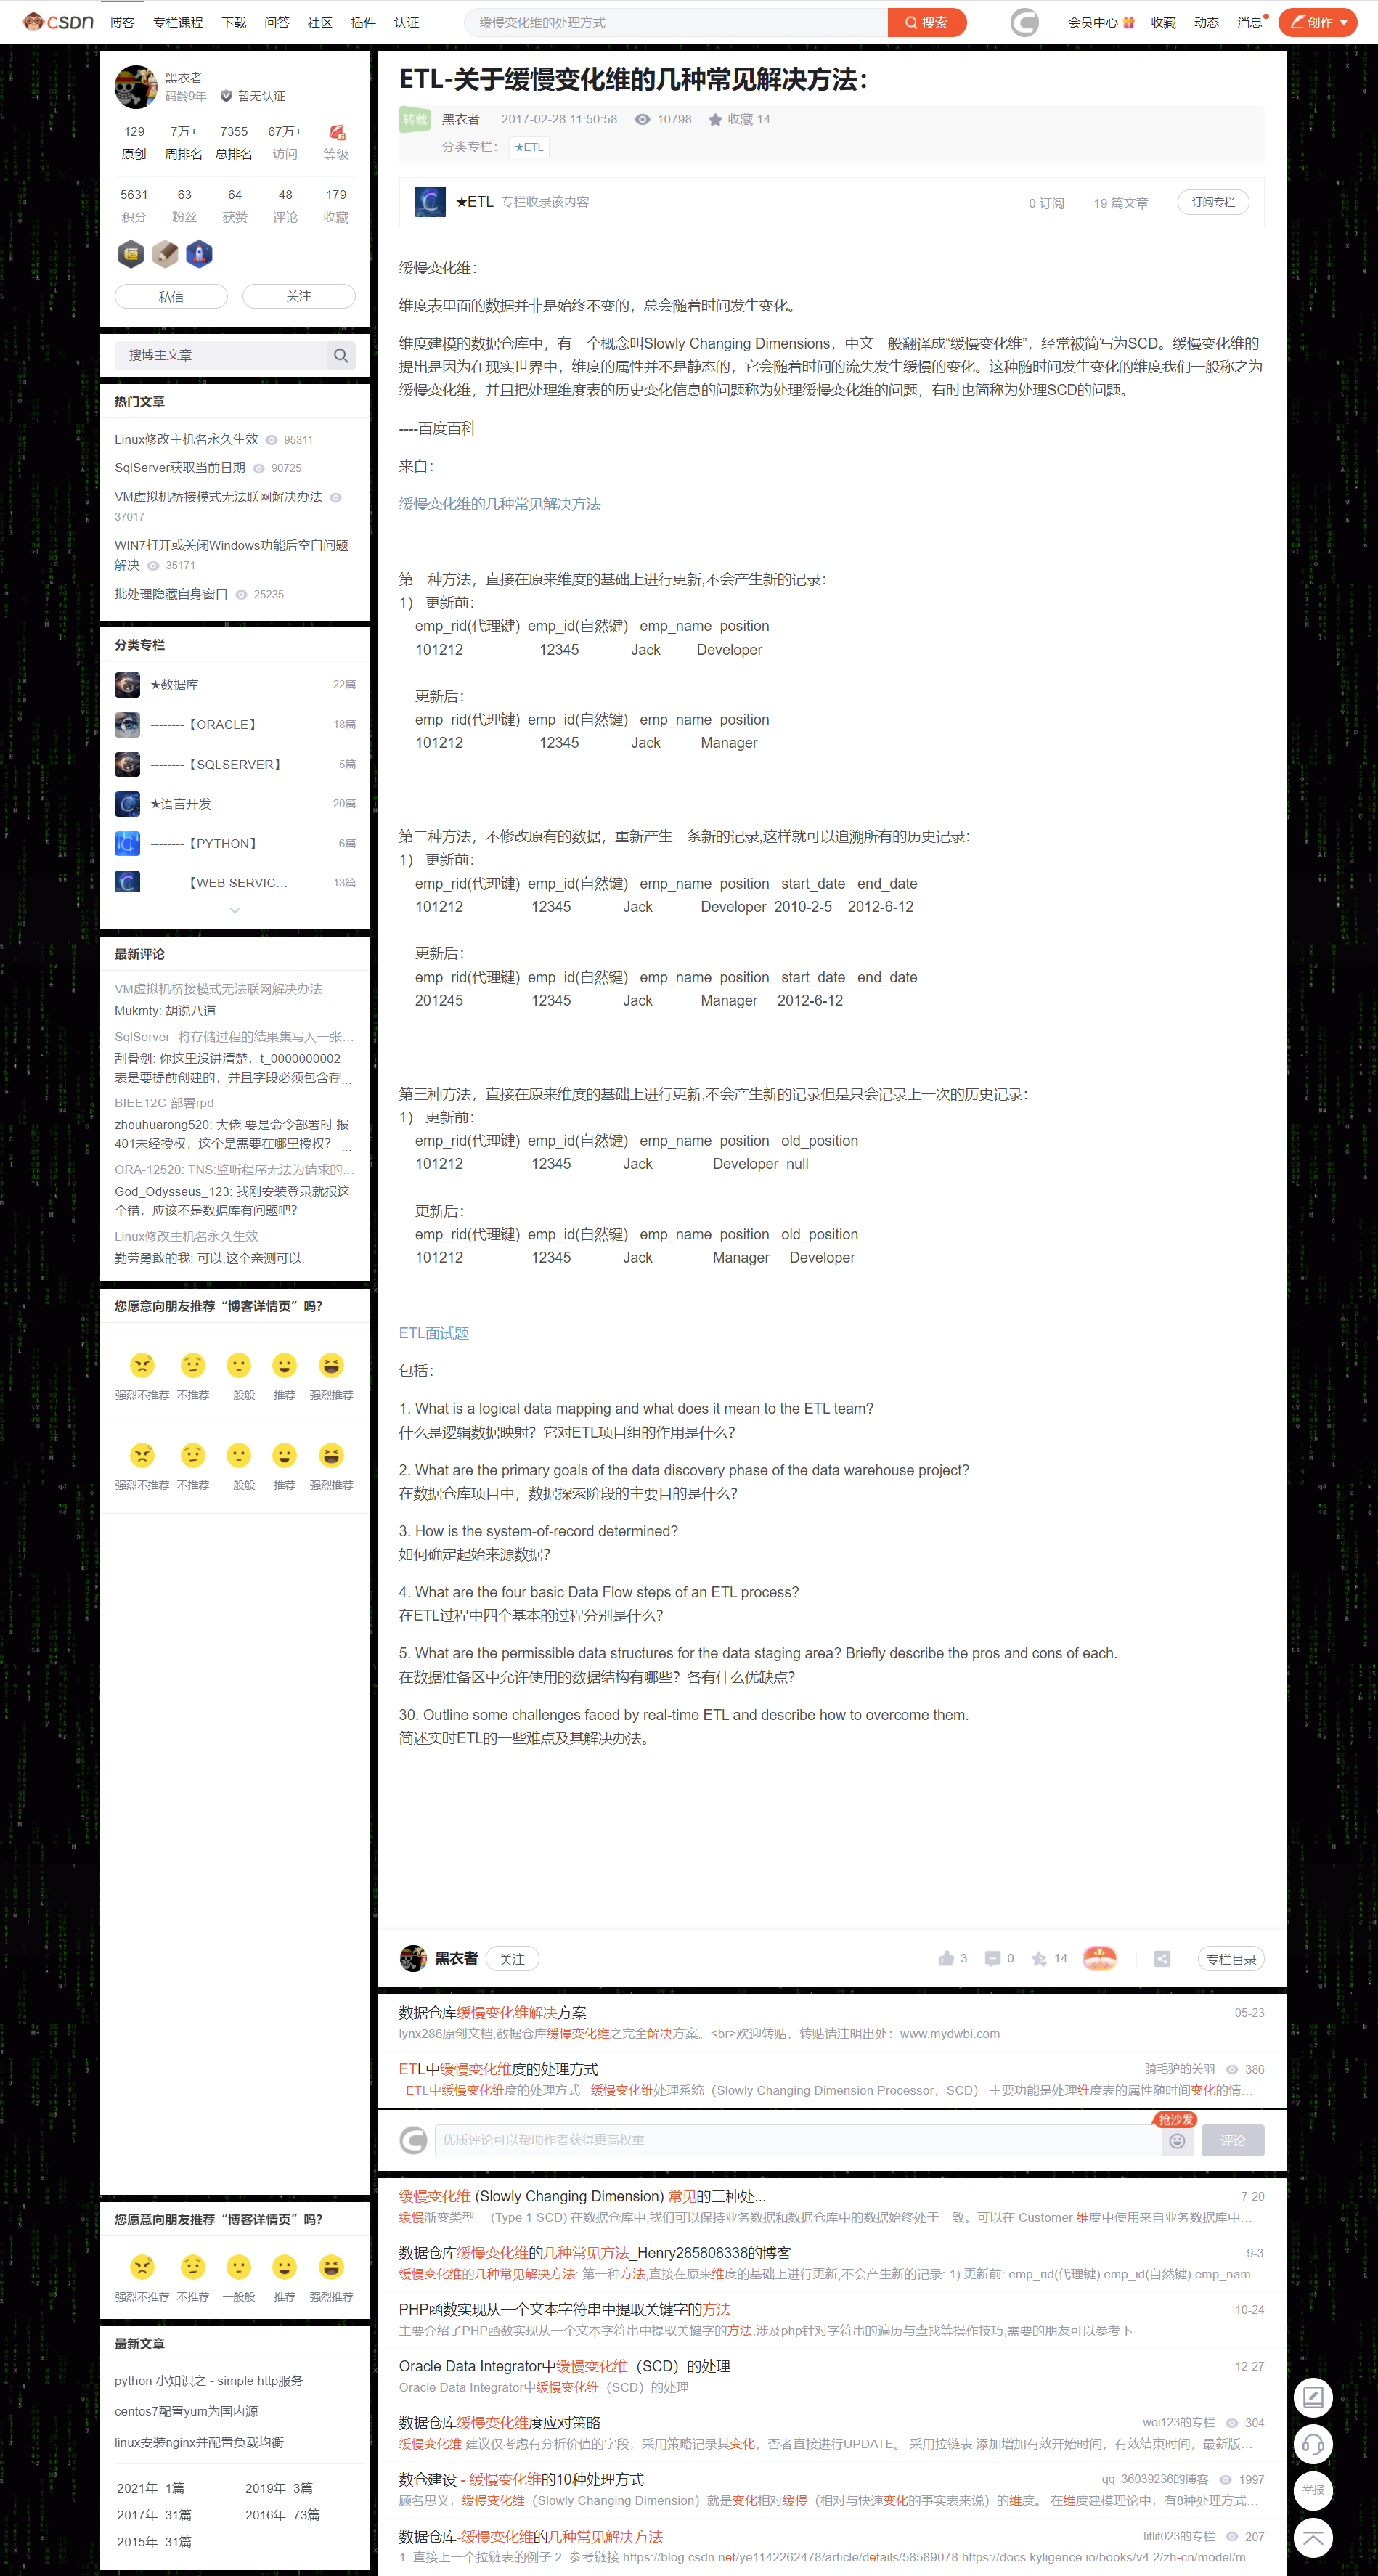 CSDN 博客 专栏课程 下载 问答 社区 插件 认证 缓慢变化维的处理方式 搜索 会员中心 收藏 动态 消息 创作
黑衣者
码龄9年 暂无认证
129 7万+ 7355 67万+
原创 周排名 总排名 访问 等级
5631 63 64 48 179
积分 粉丝 获赞 评论 收藏
私信 关注
搜博主文章
热门文章
Linux修改主机名永久生效 95311
SqlServer获取当前日期 90725
VM虚拟机桥接模式无法联网解决办法
37017
WIN7打开或关闭Windows功能后空白问题
解决 35171
批处理隐藏自身窗口 25235
分类专栏
★数据库 22篇
--------【ORACLE】 18篇
--------【SQLSERVER】 5篇
★语言开发 20篇
--------【PYTHON】 6篇
--------【WEB SERVIC... 13篇
最新评论
VM虚拟机桥接模式无法联网解决办法
Mukmty: 胡说八道
SqlServer--将存储过程的结果集写入一张...
刮骨剑: 你这里没讲清楚，t_0000000002
表是要提前创建的，并且字段必须包含存...
BIEE12C-部署rpd
zhouhuarong520: 大佬 要是命令部署时 报
401未经授权，这个是需要在哪里授权？ ...
ORA-12520: TNS:监听程序无法为请求的...
God_Odysseus_123: 我刚安装登录就报这
个错，应该不是数据库有问题吧?
Linux修改主机名永久生效
勤劳勇敢的我: 可以,这个亲测可以.
您愿意向朋友推荐“博客详情页”吗？
强烈不推荐 不推荐 一般般 推荐 强烈推荐
强烈不推荐 不推荐 一般般 推荐 强烈推荐
您愿意向朋友推荐“博客详情页”吗？
强烈不推荐 不推荐 一般般 推荐 强烈推荐
最新文章
python 小知识之 - simple http服务
centos7配置yum为国内源
linux安装nginx并配置负载均衡
2021年 1篇 2019年 3篇
2017年 31篇 2016年 73篇
2015年 31篇
ETL-关于缓慢变化维的几种常见解决方法：
转载 黑衣者 2017-02-28 11:50:58 10798 收藏 14
分类专栏： ★ETL
★ETL 专栏收录该内容 0 订阅 19 篇文章 订阅专栏
缓慢变化维：
维度表里面的数据并非是始终不变的，总会随着时间发生变化。
维度建模的数据仓库中，有一个概念叫Slowly Changing Dimensions，中文一般翻译成“缓慢变化维”，经常被简写为SCD。缓慢变化维的
提出是因为在现实世界中，维度的属性并不是静态的，它会随着时间的流失发生缓慢的变化。这种随时间发生变化的维度我们一般称之为
缓慢变化维，并且把处理维度表的历史变化信息的问题称为处理缓慢变化维的问题，有时也简称为处理SCD的问题。
----百度百科
来自：
缓慢变化维的几种常见解决方法
第一种方法，直接在原来维度的基础上进行更新,不会产生新的记录：
1） 更新前：
emp_rid(代理键) emp_id(自然键) emp_name position
101212 12345 Jack Developer
更新后：
emp_rid(代理键) emp_id(自然键) emp_name position
101212 12345 Jack Manager
第二种方法，不修改原有的数据，重新产生一条新的记录,这样就可以追溯所有的历史记录：
1） 更新前：
emp_rid(代理键) emp_id(自然键) emp_name position start_date end_date
101212 12345 Jack Developer 2010-2-5 2012-6-12
更新后：
emp_rid(代理键) emp_id(自然键) emp_name position start_date end_date
201245 12345 Jack Manager 2012-6-12
第三种方法，直接在原来维度的基础上进行更新,不会产生新的记录但是只会记录上一次的历史记录：
1） 更新前：
emp_rid(代理键) emp_id(自然键) emp_name position old_position
101212 12345 Jack Developer null
更新后：
emp_rid(代理键) emp_id(自然键) emp_name position old_position
101212 12345 Jack Manager Developer
ETL面试题
包括：
1. What is a logical data mapping and what does it mean to the ETL team?
什么是逻辑数据映射？它对ETL项目组的作用是什么？
2. What are the primary goals of the data discovery phase of the data warehouse project?
在数据仓库项目中，数据探索阶段的主要目的是什么？
3. How is the system-of-record determined?
如何确定起始来源数据？
4. What are the four basic Data Flow steps of an ETL process?
在ETL过程中四个基本的过程分别是什么？
5. What are the permissible data structures for the data staging area? Briefly describe the pros and cons of each.
在数据准备区中允许使用的数据结构有哪些？各有什么优缺点？
30. Outline some challenges faced by real-time ETL and describe how to overcome them.
简述实时ETL的一些难点及其解决办法。
黑衣者 关注 3 0 14 专栏目录
数据仓库缓慢变化维解决方案 05-23
lynx286原创文档,数据仓库缓慢变化维之完全解决方案。<br>欢迎转贴，转贴请注明出处：www.mydwbi.com
ETL中缓慢变化维度的处理方式 骑毛驴的关羽 386
ETL中缓慢变化维度的处理方式 缓慢变化维处理系统（Slowly Changing Dimension Processor，SCD） 主要功能是处理维度表的属性随时间变化的情...
抢沙发
优质评论可以帮助作者获得更高权重 评论
缓慢变化维 (Slowly Changing Dimension) 常见的三种处... 7-20
缓慢渐变类型一 (Type 1 SCD) 在数据仓库中,我们可以保持业务数据和数据仓库中的数据始终处于一致。可以在 Customer 维度中使用来自业务数据库中...
数据仓库缓慢变化维的几种常见方法_Henry285808338的博客 9-3
缓慢变化维的几种常见解决方法: 第一种方法,直接在原来维度的基础上进行更新,不会产生新的记录: 1) 更新前: emp_rid(代理键) emp_id(自然键) emp_nam...
PHP函数实现从一个文本字符串中提取关键字的方法 10-24
主要介绍了PHP函数实现从一个文本字符串中提取关键字的方法,涉及php针对字符串的遍历与查找等操作技巧,需要的朋友可以参考下
Oracle Data Integrator中缓慢变化维（SCD）的处理 12-27
Oracle Data Integrator中缓慢变化维（SCD）的处理
数据仓库缓慢变化维度应对策略 woi123的专栏 304
缓慢变化维 建议仅考虑有分析价值的字段，采用策略记录其变化，否者直接进行UPDATE。 采用拉链表 添加增加有效开始时间，有效结束时间，最新版...
数仓建设 - 缓慢变化维的10种处理方式 qq_36039236的博客 1997
顾名思义，缓慢变化维（Slowly Changing Dimension）就是变化相对缓慢（相对与快速变化的事实表来说）的维度。 在维度建模理论中，有8种处理方式...
数据仓库-缓慢变化维的几种常见解决方法 litlit023的专栏 207
1. 直接上一个拉链表的例子 2. 参考链接 https://blog.csdn.net/ye1142262478/article/details/58589078 https://docs.kyligence.io/books/v4.2/zh-cn/model/m...
举报